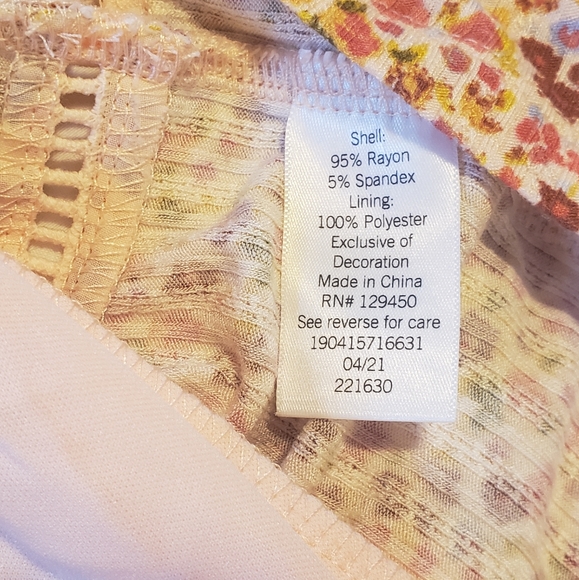 Shell:
95% Rayon
5% Spandex
Lining:
100% Polyester
Exclusive of
Decoration
Made in China
RN# 129450
See reverse for care
190415716631
04/21
221630